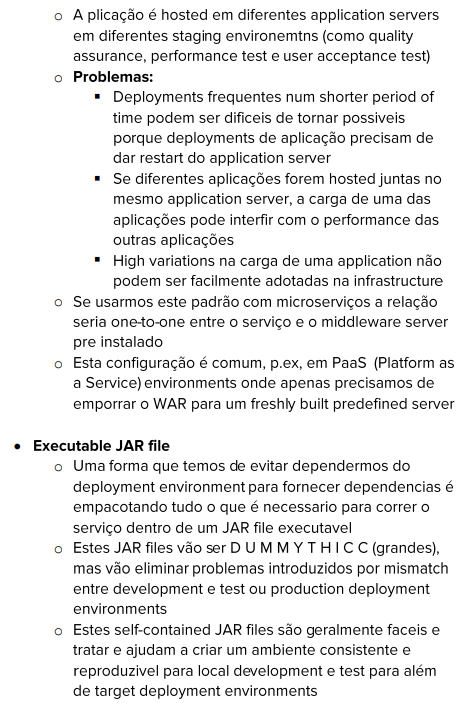 ○ A plicação é hosted em diferentes application servers
em diferentes staging environemtns (como quality
assurance, performance test e user acceptance test)
○ Problemas:
▪ Deployments frequentes num shorter period of
time podem ser dificeis de tornar possiveis
porque deployments de aplicação precisam de
dar restart do application server
▪ Se diferentes aplicações forem hosted juntas no
mesmo application server, a carga de uma das
aplicações pode interfir com o performance das
outras aplicações
▪ High variations na carga de uma application não
podem ser facilmente adotadas na infrastructure
○ Se usarmos este padrão com microserviços a relação
seria one-to-one entre o serviço e o middleware server
pre instalado
○ Esta configuração é comum, p.ex, em PaaS (Platform as
a Service) environments onde apenas precisamos de
emporrar o WAR para um freshly built predefined server
• Executable JAR file
○ Uma forma que temos de evitar dependermos do
deployment environment para fornecer dependencias é
empacotando tudo o que é necessario para correr o
serviço dentro de um JAR file executavel
○ Estes JAR files vão ser D U M M Y T H I C C (grandes),
mas vão eliminar problemas introduzidos por mismatch
entre development e test ou production deployment
environments
○ Estes self-contained JAR files são geralmente faceis e
tratar e ajudam a criar um ambiente consistente e
reproduzivel para local development e test para além
de target deployment environments